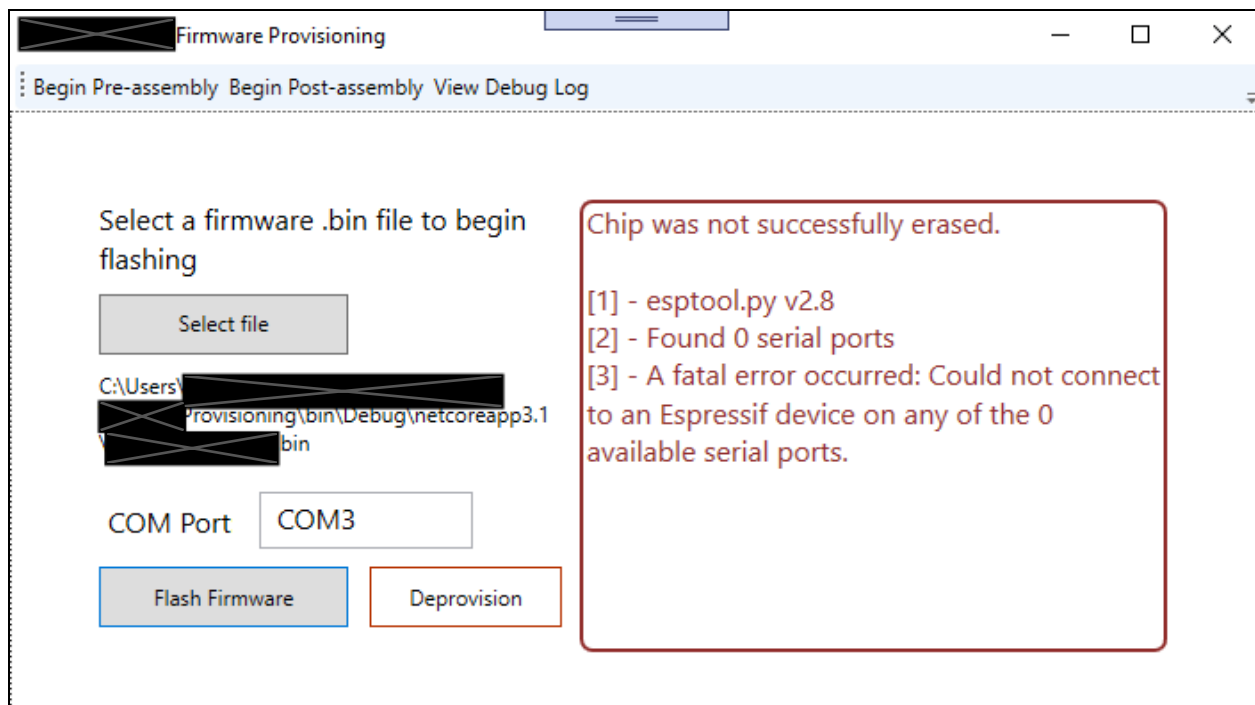 Firmware Provisioning
Begin Pre-assembly Begin Post-assembly View Debug Log
Select a firmware .bin file to begin
flashing
Select file
C:\Users\
Provisioning\bin\Debug\netcoreapp3.1
\bin
COM Port COM3
Flash Firmware Deprovision
Chip was not successfully erased.
[1] - esptool.py v2.8
[2] - Found 0 serial ports
[3] - A fatal error occurred: Could not connect
to an Espressif device on any of the 0
available serial ports.